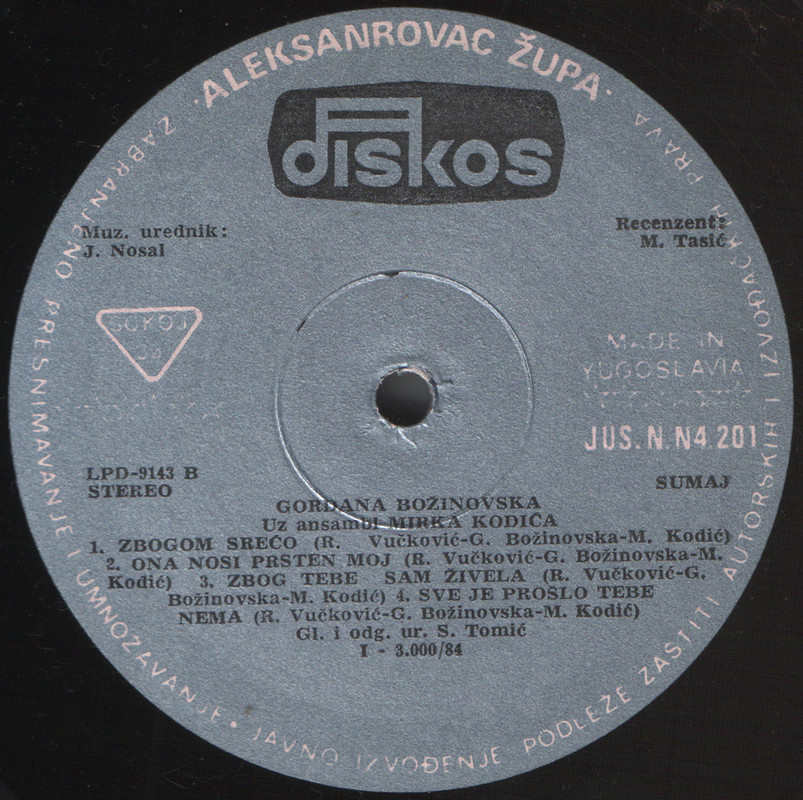 ·ALEKSANROVAC ŽUPA·
diskos
Muz. urednik:
J. Nosal
Recenzent:
M. Tasić
SOKOJ
MADE IN
YUGOSLAVIA
JUS. N. N4. 201
LPD-9143 B
STEREO
SUMAJ
GORDANA BOŽINOVSKA
Uz ansambl MIRKA KODIĆA
1. ZBOGOM SREĆO (R. Vučković-G. Božinovska-M. Kodić)
2. ONA NOSI PRSTEN MOJ (R. Vučković-G. Božinovska-M.
Kodić) 3. ZBOG TEBE SAM ŽIVELA (R. Vučković-G.
Božinovska-M. Kodić) 4. SVE JE PROŠLO TEBE
NEMA (R. Vučković-G. Božinovska-M. Kodić)
Gl. i odg. ur. S. Tomić
I - 3.000/84
ZABRANJENO PRESNIMAVANJE I UMNOŽAVANJE • JAVNO IZVOĐENJE PODLEŽE ZAŠTITI AUTORSKIH I IZVOĐAČKIH PRAVA